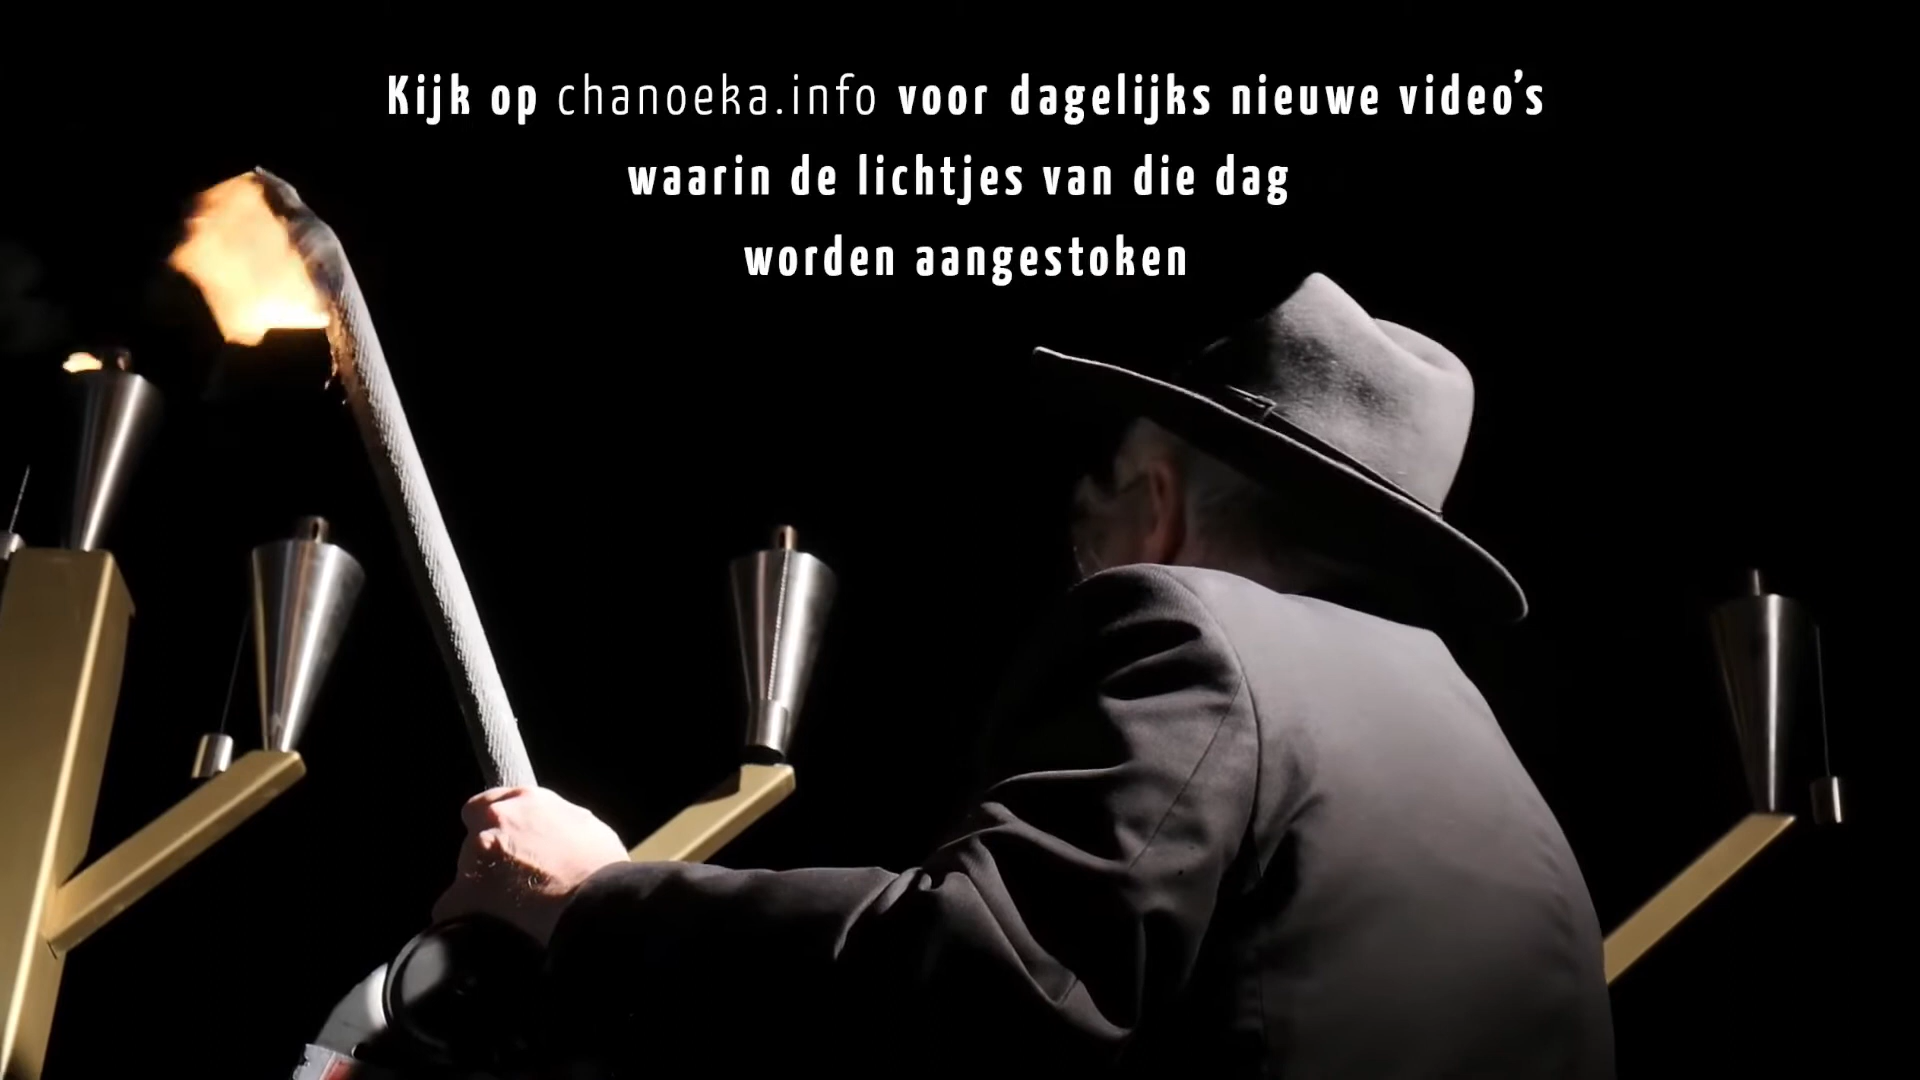 Kijk op chanoeka.info voor dagelijks nieuwe video's
waarin de lichtjes van die dag
worden aangestoken